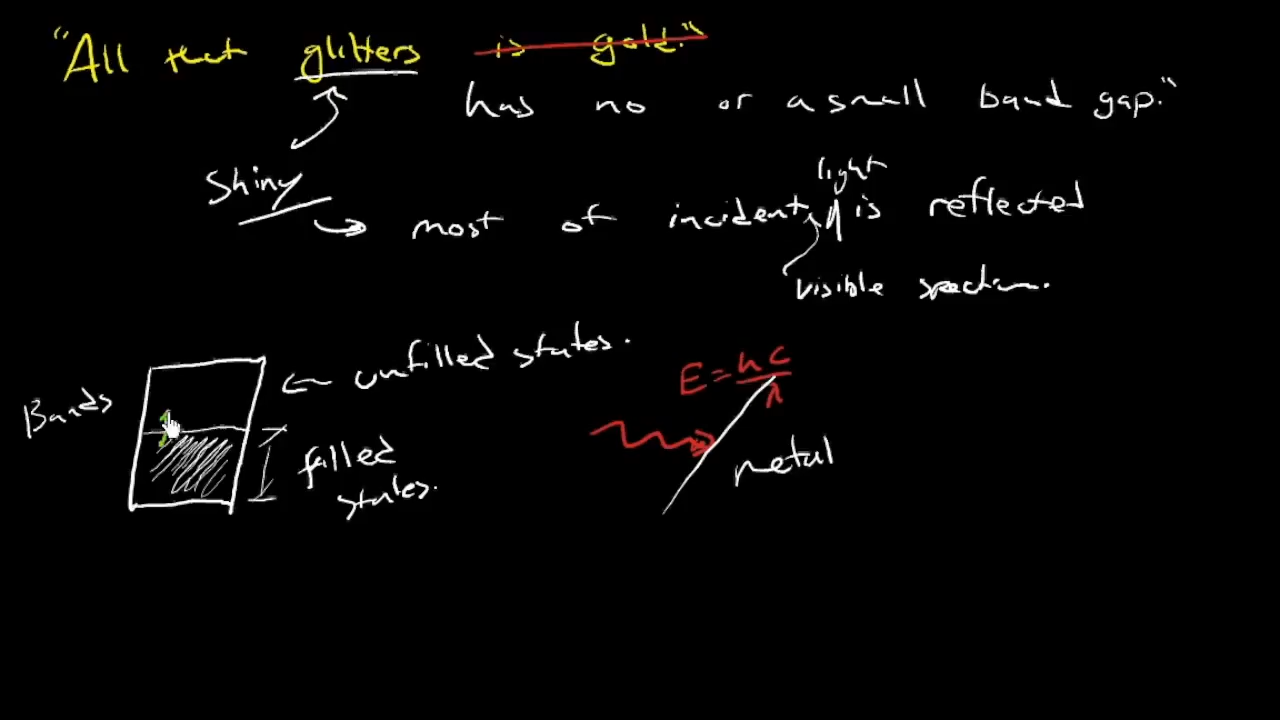 "All that glitters is gold."
has no or a small band gap."
Shiny
light
most of incident is reflected
visible spectrum.
Bands
unfilled states.
filled
states.
E = hc
λ
metal